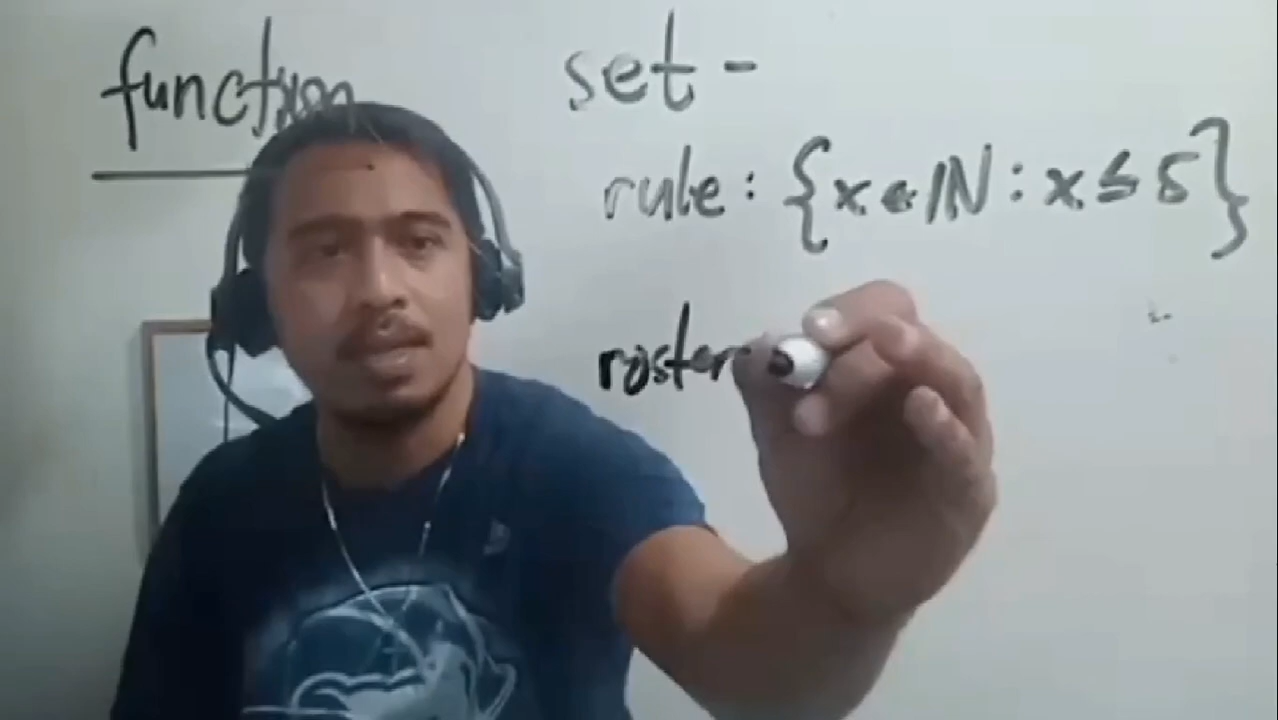 function
set -
rule: {x ∈ ℕ : x ≤ 5}
roster